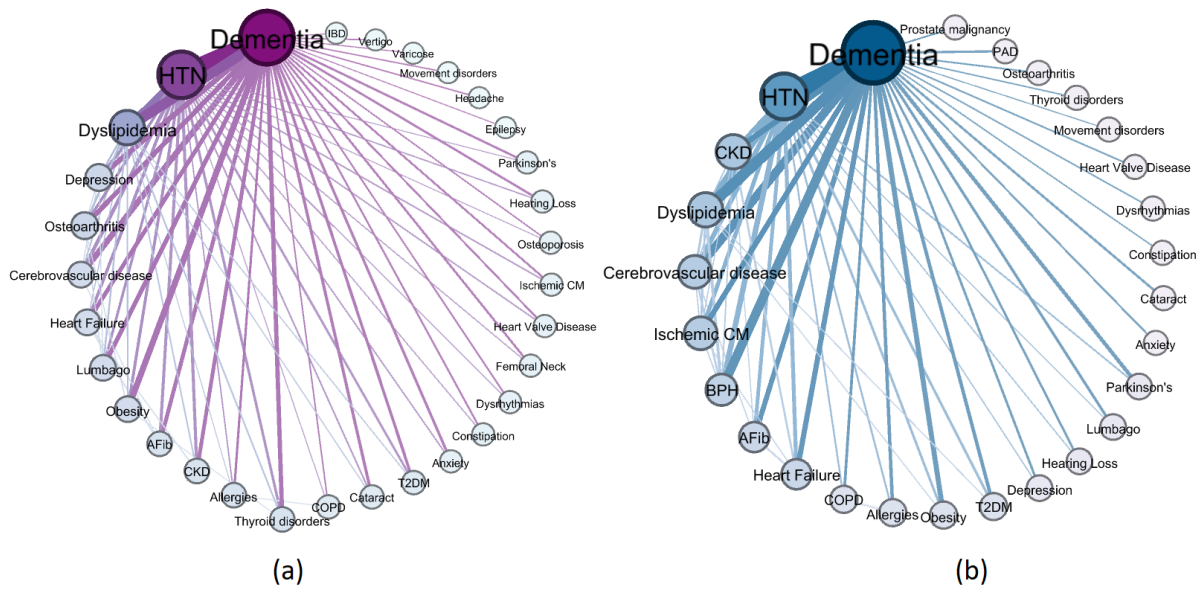 Dementia
IBD
Vertigo
Varicose
Movement disorders
Headache
Epilepsy
Parkinson's
Hearing Loss
Osteoporosis
Ischemic CM
Heart Valve Disease
Femoral Neck
Dysrhythmias
Constipation
Anxiety
T2DM
Cataract
COPD
Thyroid disorders
Allergies
CKD
AFib
Obesity
Lumbago
Heart Failure
Cerebrovascular disease
Osteoarthritis
Depression
Dyslipidemia
HTN
(a)
Dementia
Prostate malignancy
PAD
Osteoarthritis
Thyroid disorders
Movement disorders
Heart Valve Disease
Dysrhythmias
Constipation
Cataract
Anxiety
Parkinson's
Lumbago
Hearing Loss
Depression
T2DM
Obesity
Allergies
COPD
Heart Failure
AFib
BPH
Ischemic CM
Cerebrovascular disease
Dyslipidemia
CKD
HTN
(b)